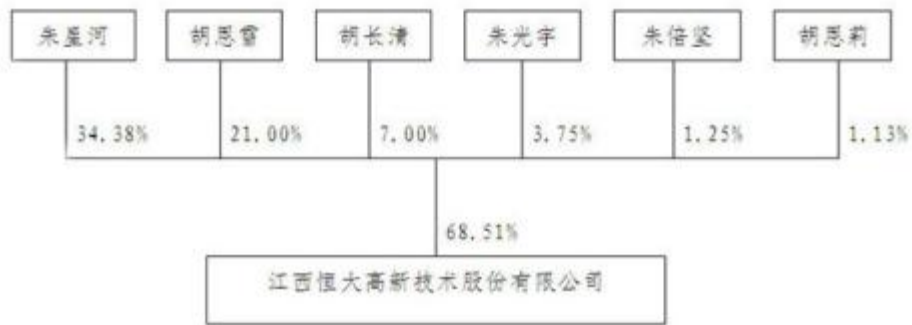 朱星河 胡恩雪 胡长清 朱光宇 朱倍坚 胡恩莉
34.38% 21.00% 7.00% 3.75% 1.25% 1.13%
68.51%
江西恒大高新技术股份有限公司